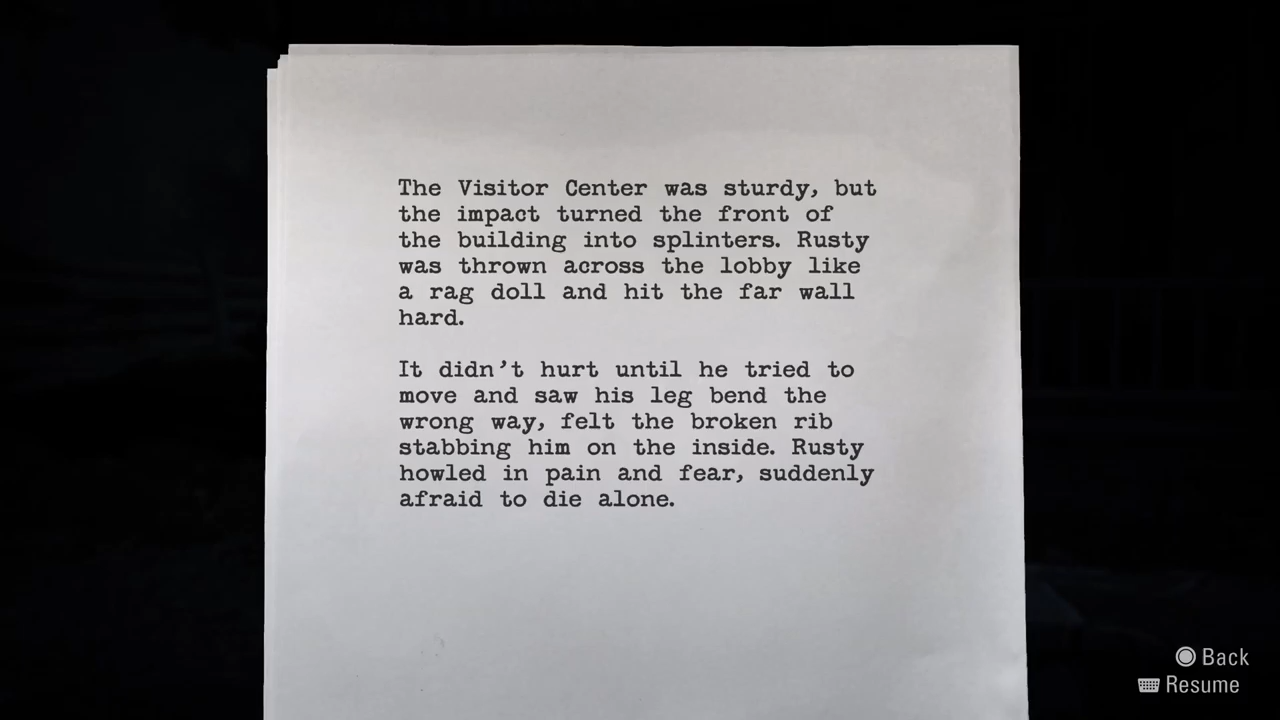 The Visitor Center was sturdy, but
the impact turned the front of
the building into splinters. Rusty
was thrown across the lobby like
a rag doll and hit the far wall
hard.
It didn't hurt until he tried to
move and saw his leg bend the
wrong way, felt the broken rib
stabbing him on the inside. Rusty
howled in pain and fear, suddenly
afraid to die alone.
Back
Resume